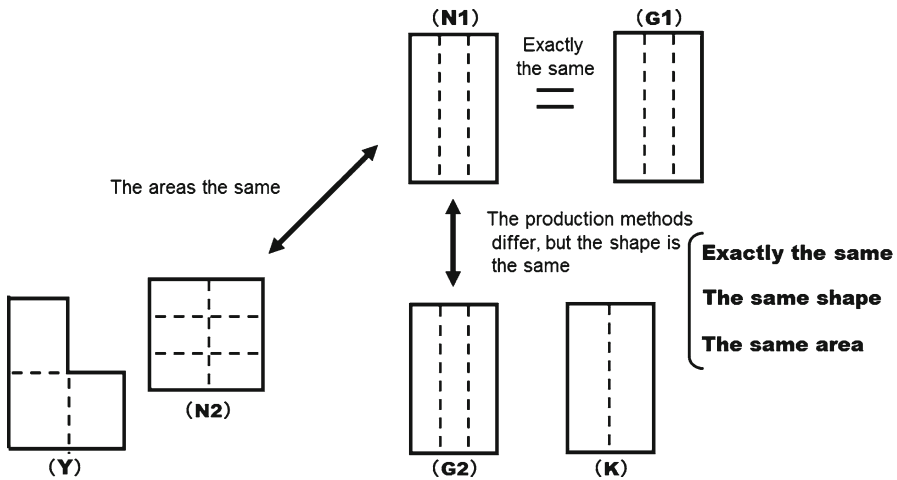 （N1）
（G1）
Exactly
the same
The areas the same
The production methods
differ, but the shape is
the same
Exactly the same
The same shape
The same area
（N2）
（Y）
（G2）
（K）